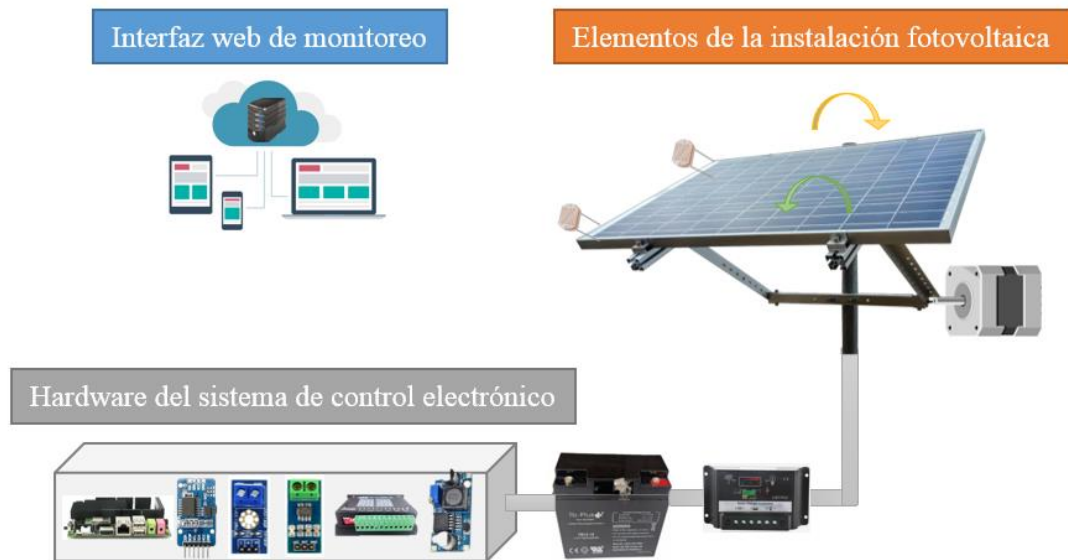 Interfaz web de monitoreo
Elementos de la instalación fotovoltaica
Hardware del sistema de control electrónico